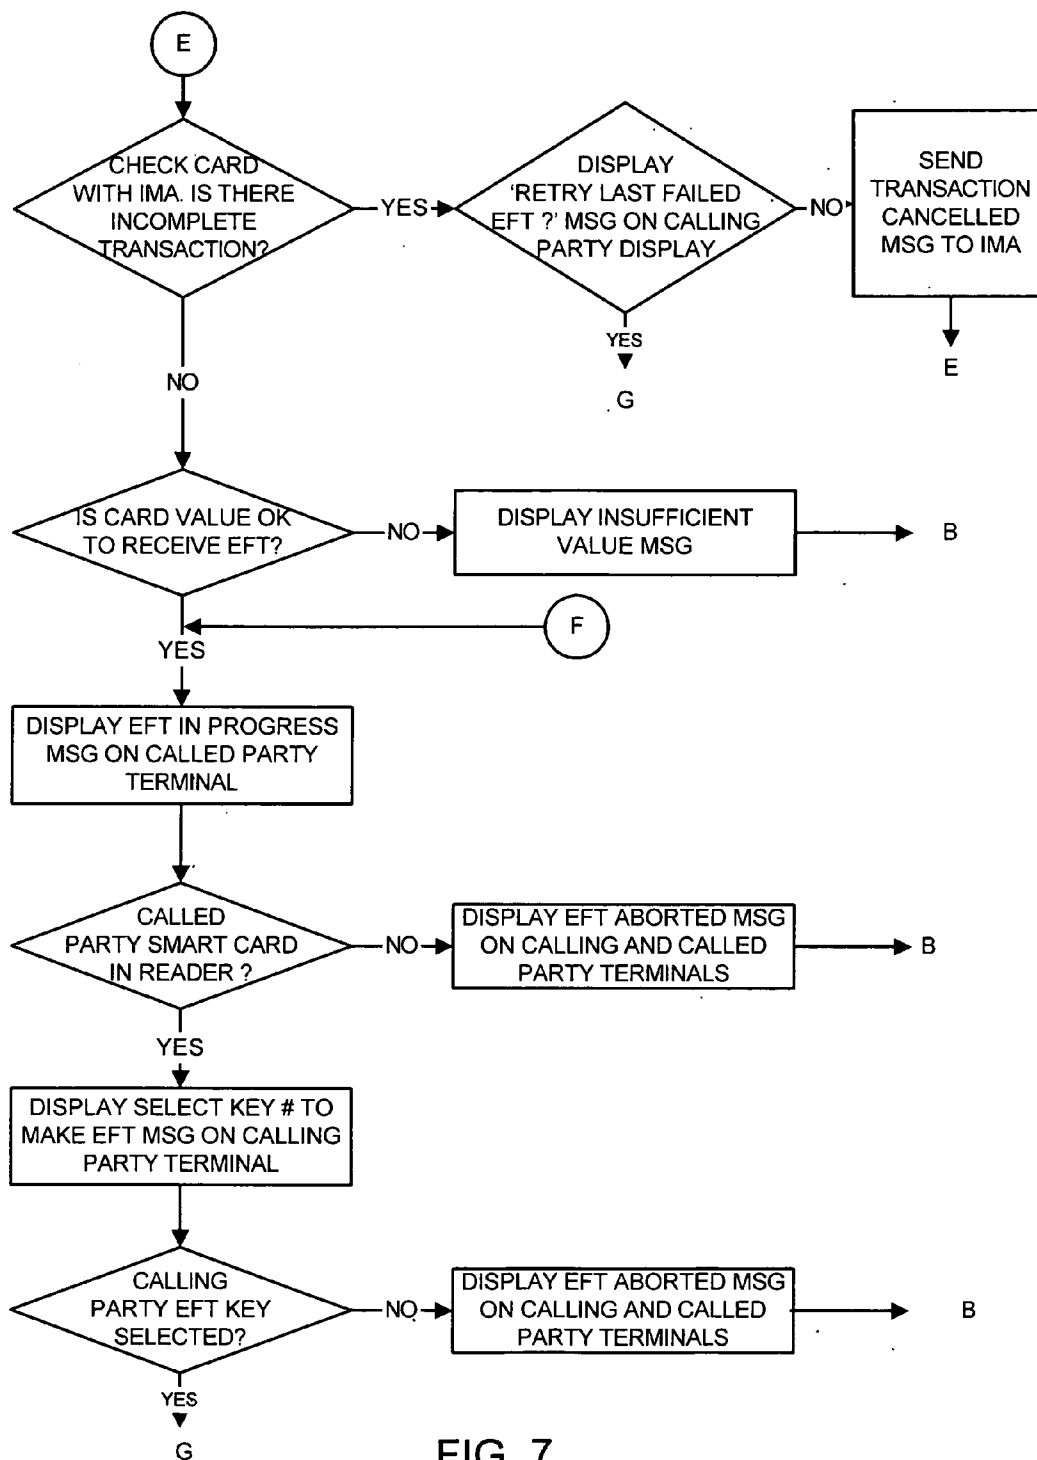 E
CHECK CARD
WITH IMA. IS THERE
INCOMPLETE
TRANSACTION?
YES
DISPLAY
'RETRY LAST FAILED
EFT ?' MSG ON CALLING
PARTY DISPLAY
NO
SEND
TRANSACTION
CANCELLED
MSG TO IMA
YES
G
E
NO
IS CARD VALUE OK
TO RECEIVE EFT?
NO
DISPLAY INSUFFICIENT
VALUE MSG
B
F
YES
DISPLAY EFT IN PROGRESS
MSG ON CALLED PARTY
TERMINAL
CALLED
PARTY SMART CARD
IN READER ?
NO
DISPLAY EFT ABORTED MSG
ON CALLING AND CALLED
PARTY TERMINALS
B
YES
DISPLAY SELECT KEY # TO
MAKE EFT MSG ON CALLING
PARTY TERMINAL
CALLING
PARTY EFT KEY
SELECTED?
NO
DISPLAY EFT ABORTED MSG
ON CALLING AND CALLED
PARTY TERMINALS
B
YES
G
FIG. 7